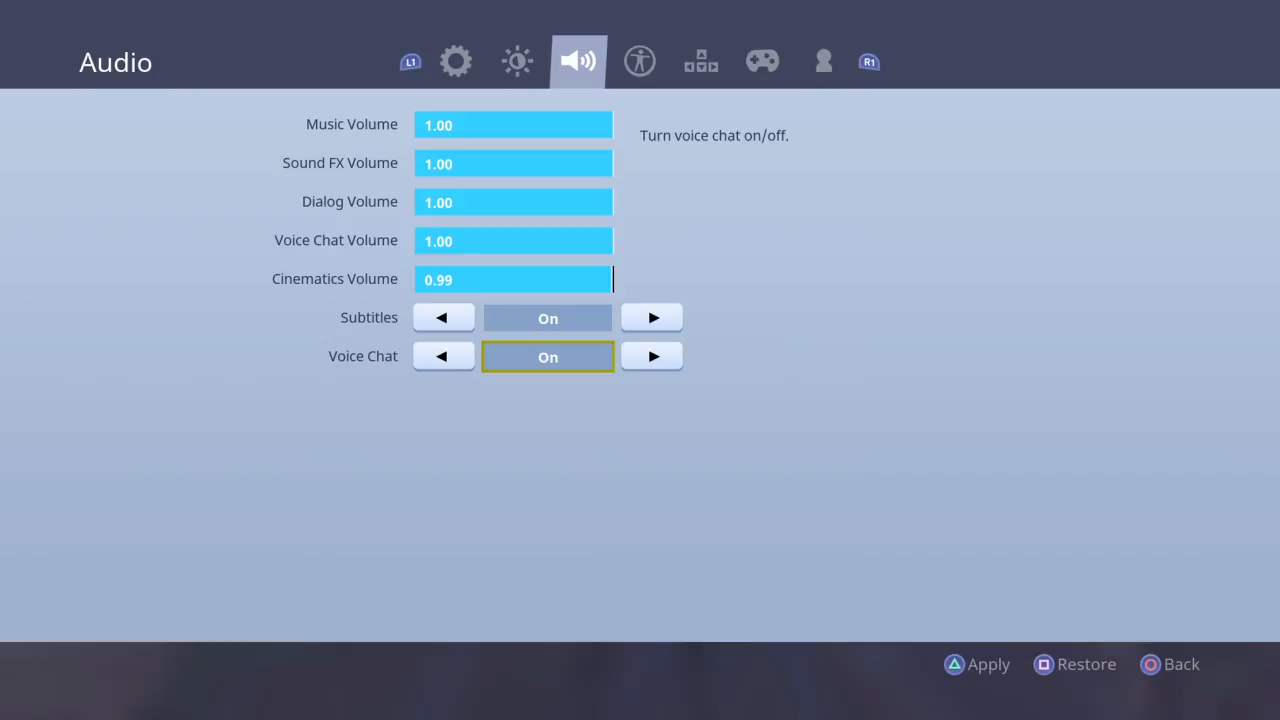 Audio
L1
R1
Music Volume 1.00
Turn voice chat on/off.
Sound FX Volume 1.00
Dialog Volume 1.00
Voice Chat Volume 1.00
Cinematics Volume 0.99
Subtitles On
Voice Chat On
Apply Restore Back